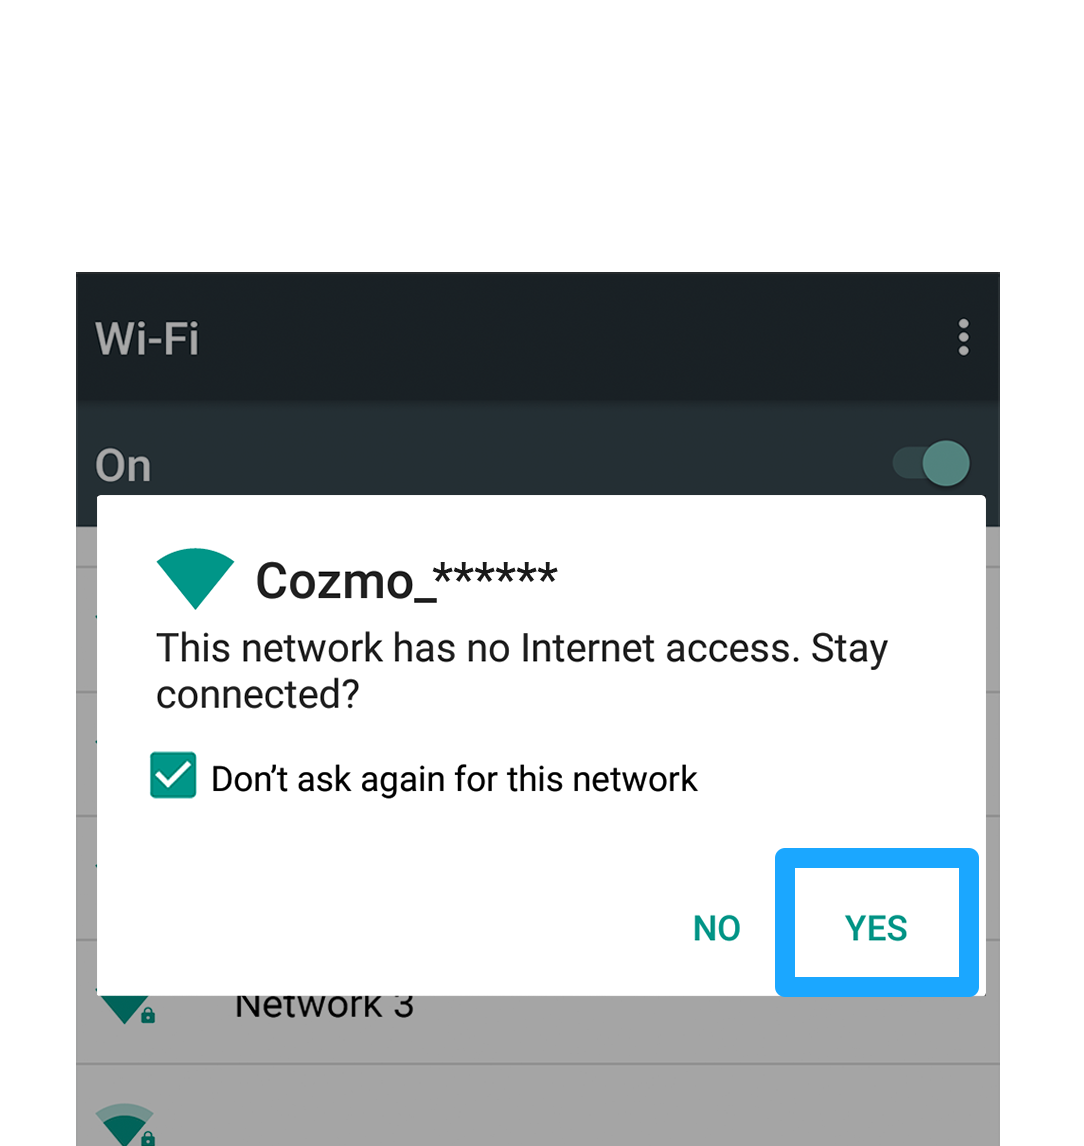 Wi-Fi
On
Cozmo_******
This network has no Internet access. Stay
connected?
Don’t ask again for this network
NO
YES
Network 3